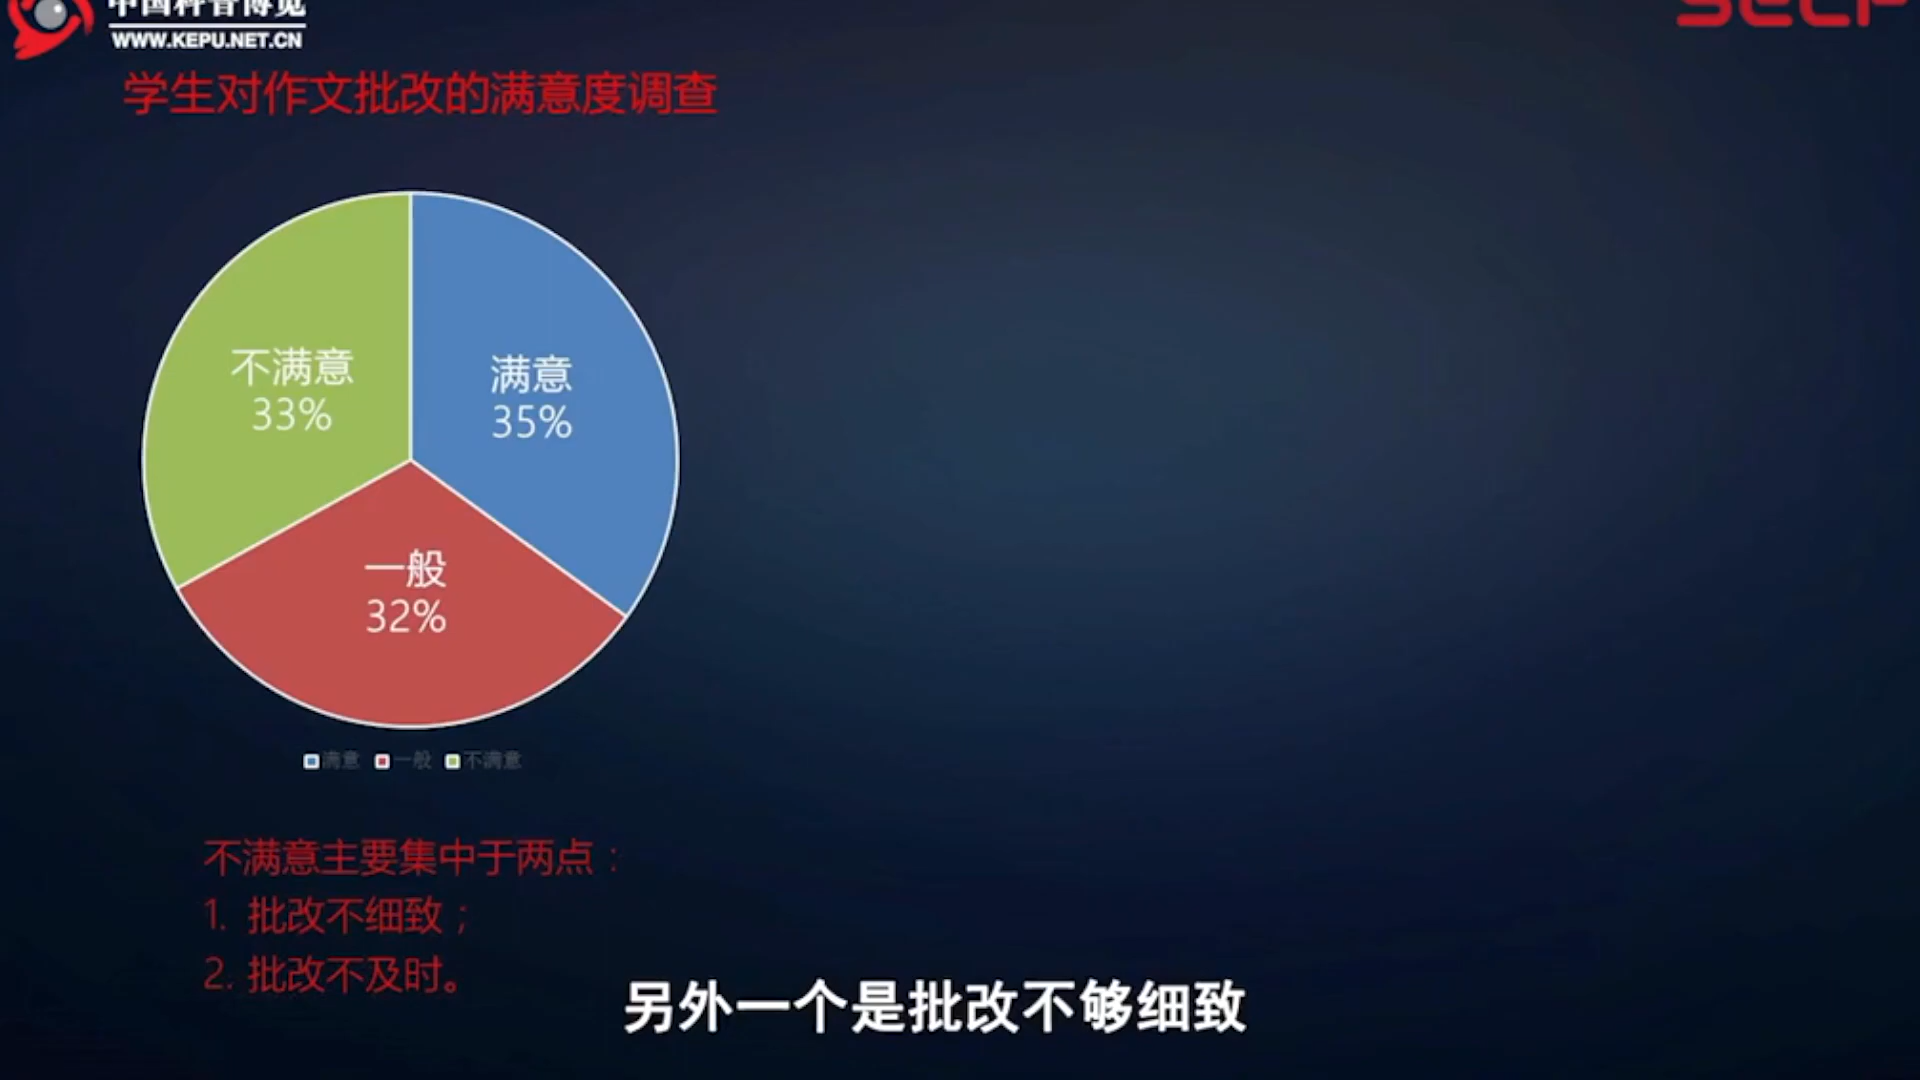 中国科普博览
WWW.KEPU.NET.CN
SELF
学生对作文批改的满意度调查
不满意
33%
满意
35%
一般
32%
满意 一般 不满意
不满意主要集中于两点：
1. 批改不细致；
2. 批改不及时。
另外一个是批改不够细致